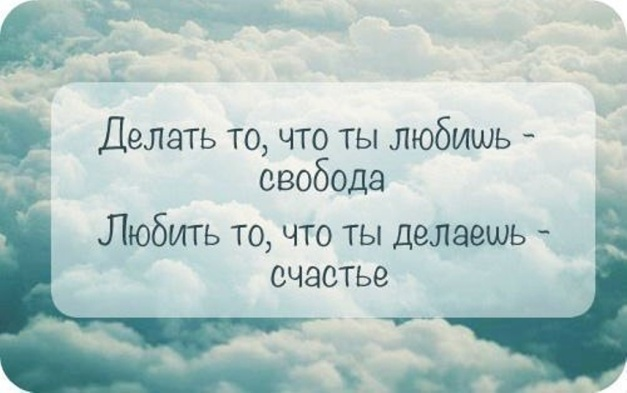 Делать то, что ты любишь -
свобода
Любить то, что ты делаешь -
счастье